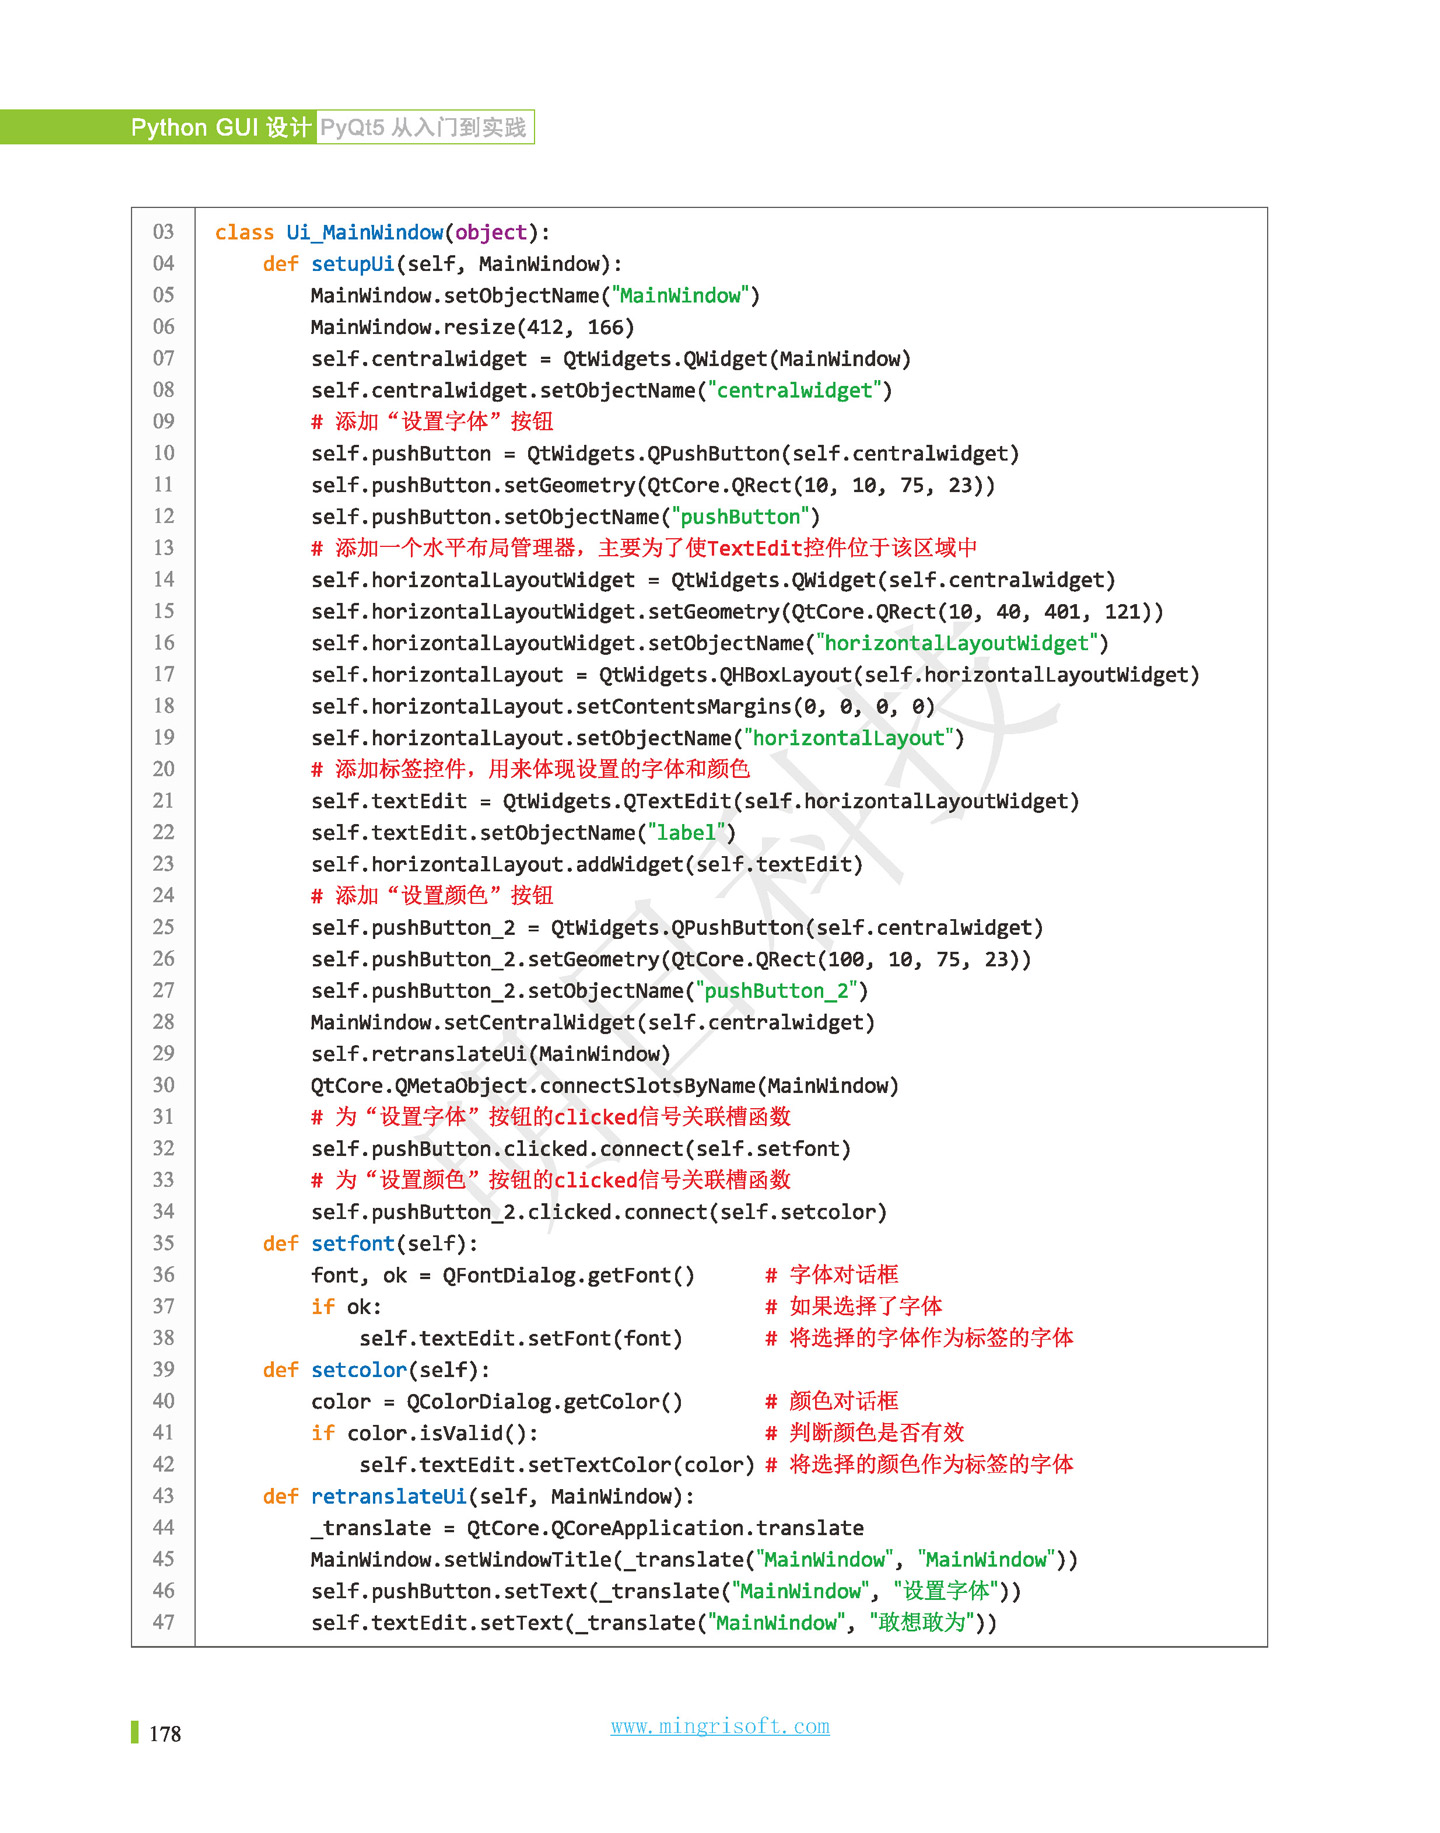 Python GUI 设计 PyQt5 从入门到实践
03 class Ui_MainWindow(object):
04     def setupUi(self, MainWindow):
05         MainWindow.setObjectName("MainWindow")
06         MainWindow.resize(412, 166)
07         self.centralwidget = QtWidgets.QWidget(MainWindow)
08         self.centralwidget.setObjectName("centralwidget")
09         # 添加“设置字体”按钮
10         self.pushButton = QtWidgets.QPushButton(self.centralwidget)
11         self.pushButton.setGeometry(QtCore.QRect(10, 10, 75, 23))
12         self.pushButton.setObjectName("pushButton")
13         # 添加一个水平布局管理器，主要为了使TextEdit控件位于该区域中
14         self.horizontalLayoutWidget = QtWidgets.QWidget(self.centralwidget)
15         self.horizontalLayoutWidget.setGeometry(QtCore.QRect(10, 40, 401, 121))
16         self.horizontalLayoutWidget.setObjectName("horizontalLayoutWidget")
17         self.horizontalLayout = QtWidgets.QHBoxLayout(self.horizontalLayoutWidget)
18         self.horizontalLayout.setContentsMargins(0, 0, 0, 0)
19         self.horizontalLayout.setObjectName("horizontalLayout")
20         # 添加标签控件，用来体现设置的字体和颜色
21         self.textEdit = QtWidgets.QTextEdit(self.horizontalLayoutWidget)
22         self.textEdit.setObjectName("label")
23         self.horizontalLayout.addWidget(self.textEdit)
24         # 添加“设置颜色”按钮
25         self.pushButton_2 = QtWidgets.QPushButton(self.centralwidget)
26         self.pushButton_2.setGeometry(QtCore.QRect(100, 10, 75, 23))
27         self.pushButton_2.setObjectName("pushButton_2")
28         MainWindow.setCentralWidget(self.centralwidget)
29         self.retranslateUi(MainWindow)
30         QtCore.QMetaObject.connectSlotsByName(MainWindow)
31         # 为“设置字体”按钮的clicked信号关联槽函数
32         self.pushButton.clicked.connect(self.setfont)
33         # 为“设置颜色”按钮的clicked信号关联槽函数
34         self.pushButton_2.clicked.connect(self.setcolor)
35     def setfont(self):
36         font, ok = QFontDialog.getFont()      # 字体对话框
37         if ok:                                # 如果选择了字体
38             self.textEdit.setFont(font)       # 将选择的字体作为标签的字体
39     def setcolor(self):
40         color = QColorDialog.getColor()       # 颜色对话框
41         if color.isValid():                   # 判断颜色是否有效
42             self.textEdit.setTextColor(color) # 将选择的颜色作为标签的字体
43     def retranslateUi(self, MainWindow):
44         _translate = QtCore.QCoreApplication.translate
45         MainWindow.setWindowTitle(_translate("MainWindow", "MainWindow"))
46         self.pushButton.setText(_translate("MainWindow", "设置字体"))
47         self.textEdit.setText(_translate("MainWindow", "敢想敢为"))
明日科技
178
www.mingrisoft.com